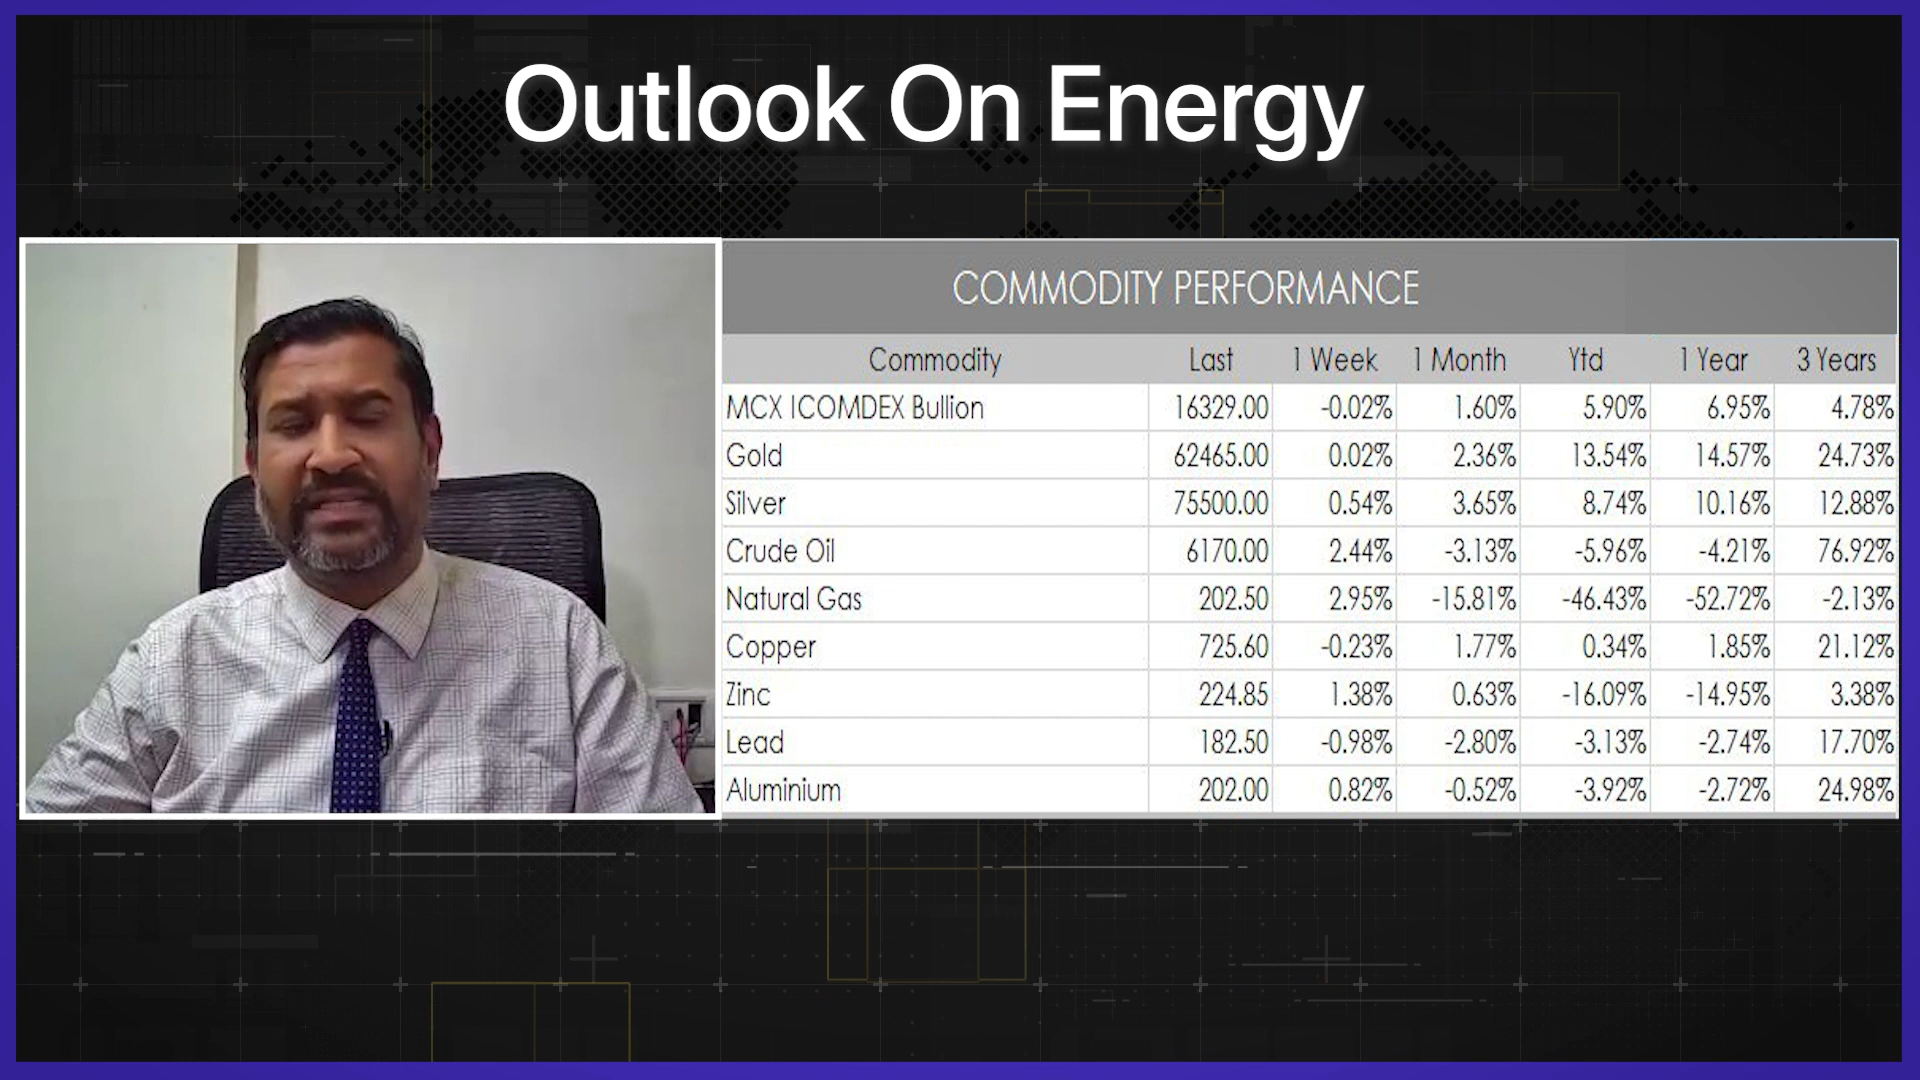 Outlook On Energy
COMMODITY PERFORMANCE
Commodity Last 1 Week 1 Month Ytd 1 Year 3 Years
MCX ICOMDEX Bullion 16329.00 -0.02% 1.60% 5.90% 6.95% 4.78%
Gold 62465.00 0.02% 2.36% 13.54% 14.57% 24.73%
Silver 75500.00 0.54% 3.65% 8.74% 10.16% 12.88%
Crude Oil 6170.00 2.44% -3.13% -5.96% -4.21% 76.92%
Natural Gas 202.50 2.95% -15.81% -46.43% -52.72% -2.13%
Copper 725.60 -0.23% 1.77% 0.34% 1.85% 21.12%
Zinc 224.85 1.38% 0.63% -16.09% -14.95% 3.38%
Lead 182.50 -0.98% -2.80% -3.13% -2.74% 17.70%
Aluminium 202.00 0.82% -0.52% -3.92% -2.72% 24.98%